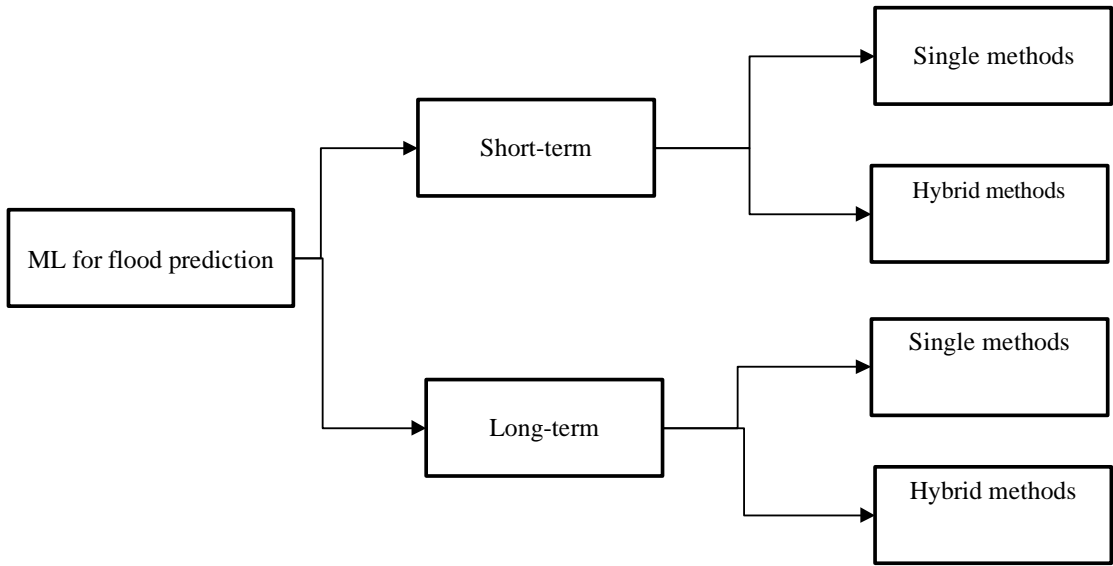 Single methods
Short-term
Hybrid methods
ML for flood prediction
Single methods
Long-term
Hybrid methods